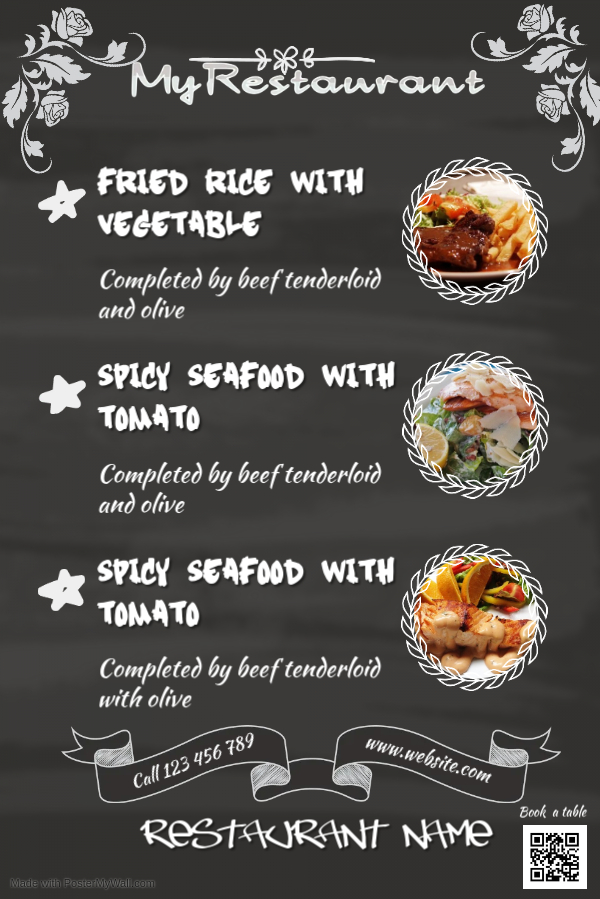 MyRestaurant
FRIED RICE WITH
VEGETABLE
Completed by beef tenderloid
and olive
SPICY SEAFOOD WITH
TOMATO
Completed by beef tenderloid
and olive
SPICY SEAFOOD WITH
TOMATO
Completed by beef tenderloid
with olive
Call 123 456 789
www.website.com
Book a table
RESTAURANT NAME
Made with PosterMyWall.com